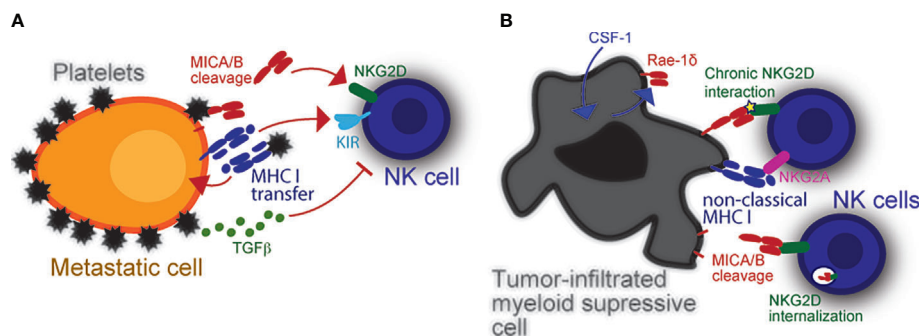 A
Platelets
MICA/B
cleavage
NKG2D
KIR
NK cell
MHC I
transfer
TGFβ
Metastatic cell
B
CSF-1
Rae-1δ
Chronic NKG2D
interaction
NKG2A
non-classical
MHC I
NK cells
MICA/B
cleavage
NKG2D
internalization
Tumor-infiltrated
myeloid supressive
cell